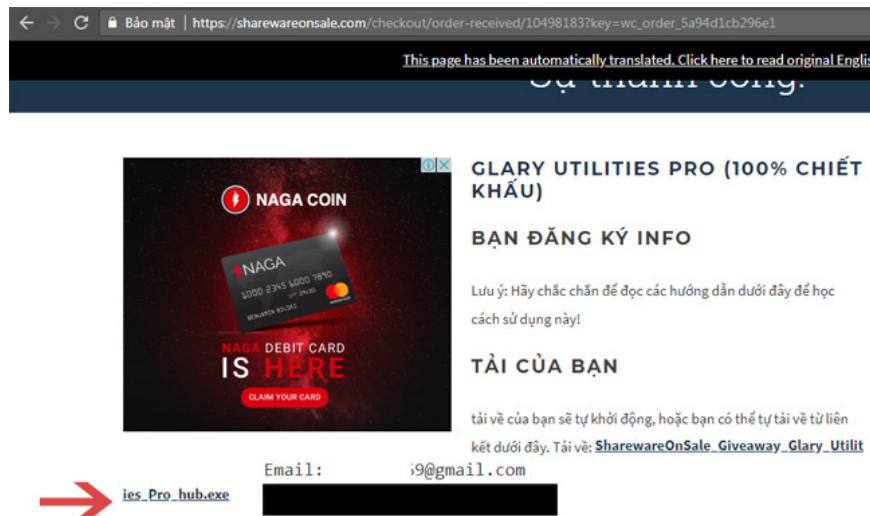 Bảo mật | https://sharewareonsale.com/checkout/order-received/10498183?key=wc_order_5a94d1cb296e1
This page has been automatically translated. Click here to read original Englis
Sự thành công!
NAGA COIN
NAGA
5000 2345 6000 7890
BENJAMIN BILSKI
NAGA DEBIT CARD
IS HERE
CLAIM YOUR CARD
GLARY UTILITIES PRO (100% CHIẾT
KHẤU)
BẠN ĐĂNG KÝ INFO
Lưu ý: Hãy chắc chắn để đọc các hướng dẫn dưới đây để học
cách sử dụng này!
TẢI CỦA BẠN
tải về của bạn sẽ tự khởi động, hoặc bạn có thể tự tải về từ liên
kết dưới đây. Tải về: SharewareOnSale_Giveaway_Glary_Utilit
Email: 9@gmail.com
ies_Pro_hub.exe